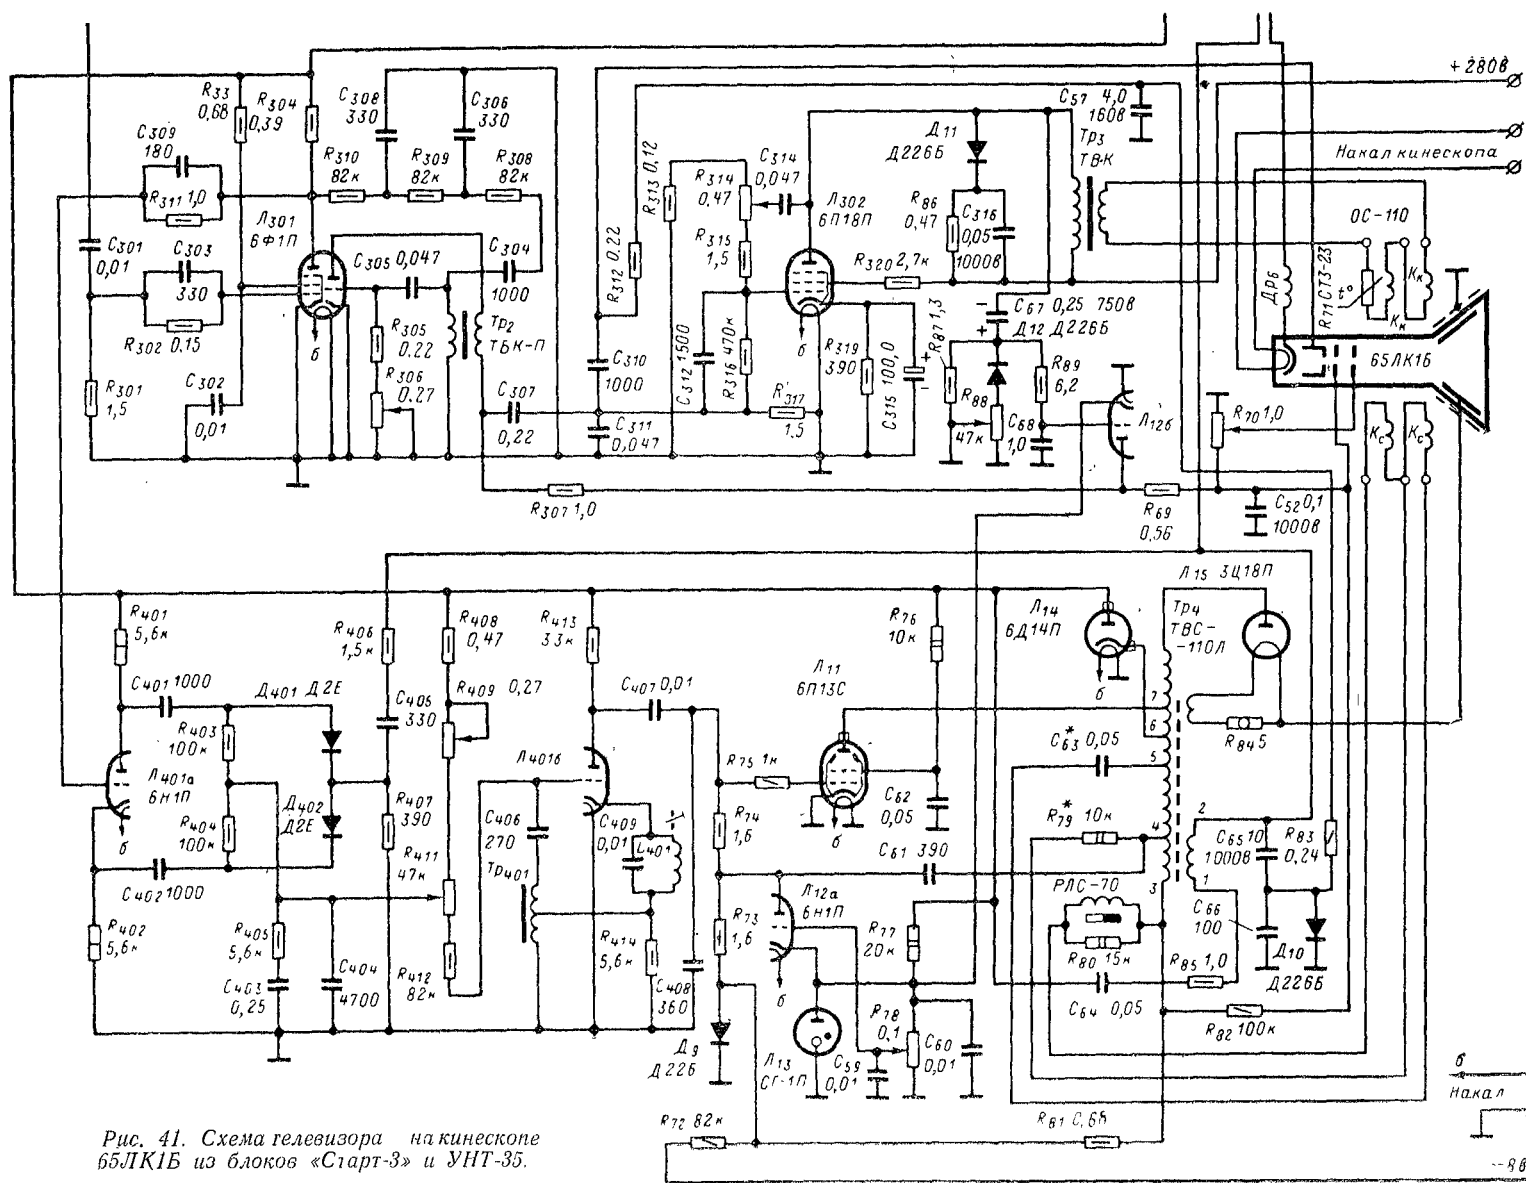 +280в
Накал кинескопа
R33
0,68
R304
0,39
C308
330
C306
330
C309
180
R311 1,0
R310
82к
R309
82к
R308
82к
Л301
6Ф1П
C301
0,01
C303
330
R302 0,15
C305 0,047
C304
1000
Тр2
ТБК-П
R305
0.22
R306
0.27
R301
1,5
C302
0,01
C307
0,22
R307 1,0
R312 0.22
R313 0,12
R314
0,47
C314
0,047
R315
1,5
C310
1000
C311
0,047
C312 1500
R316 470к
R317
1,5
Л302
6П18П
R319
390
C315 100,0
R320 2,7к
Д11
Д226Б
R86
0,47
C316
0,05
1000в
C57 4,0
160в
Тр3
ТВК
C67 0,25 750в
Д12 Д226Б
R87 1,3
R88
47к
R89
6,2
C68
1,0
Л12б
R69
0,56
R70 1,0
C52 0,1
1000в
ОС-110
Др6
R71 СТ3-23
t°
Кк
Кк
65ЛК1Б
Кс
Кс
б
б
R401
5,6к
C401 1000
Д401 Д2Е
R403
100к
Л401а
6Н1П
б
Д402
Д2Е
R404
100к
C402 1000
R402
5,6к
R405
5,6к
C403
0,25
C404
4700
R406
1,5к
C405
330
R407
390
R408
0,47
R409 0,27
R411
47к
R412
82к
R413
33к
Л401б
C406
270
Тр401
C407 0,01
C409
0,01
L401
R414
5,6к
C408
360
R75 1к
R74
1,6
R73
1,6
Д9
Д226
R72 82к
Л11
6П13С
б
R76
10к
C62
0,05
C61 390
Л12а
6Н1П
б
R77
20к
R78
0,1
Л13
СГ-1П
C59
0,01
C60
0,01
Л14
6Д14П
б
Л15 3Ц18П
Тр4
ТВС-
-110Л
7
6
5
4
3
2
1
R84 5
C63* 0,05
R79* 10к
РЛС-70
R80 15к
C64 0,05
R85 1,0
R82 100к
R81
C65 10
1000в
R83
0,24
C66
100
Д10
Д226Б
б
Накал
--8в
Рис. 41. Схема телевизора на кинескопе
65ЛК1Б из блоков «Старт-3» и УНТ-35.